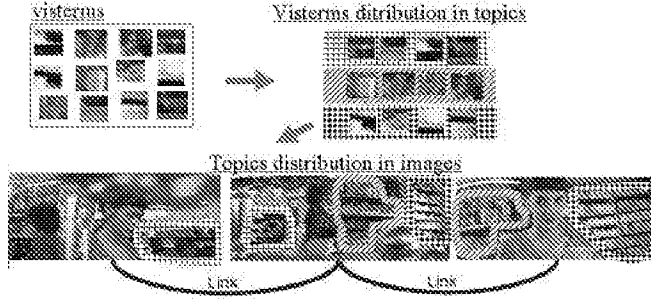 visterms
Visterms ditribution in topics
Topics distribution in images
Link
Link